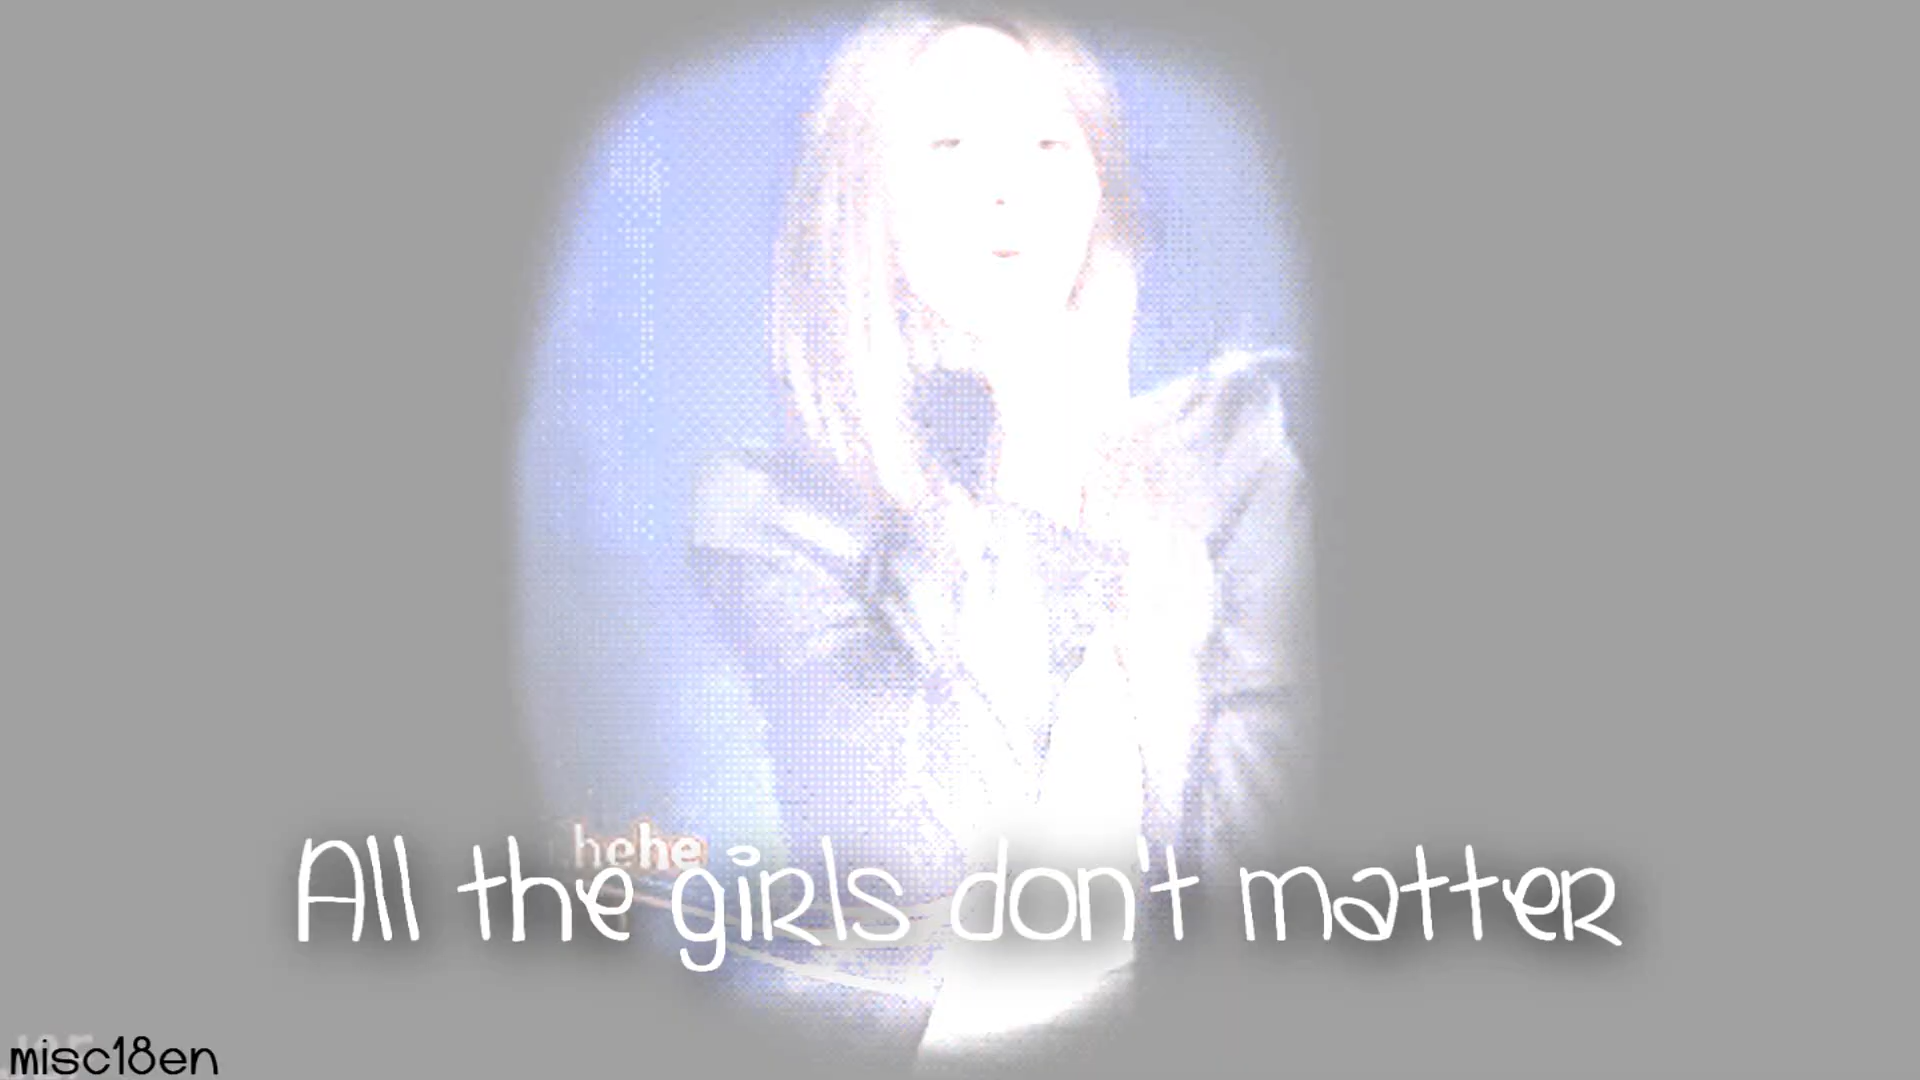 hehe
All the girls don't matter
misc18en